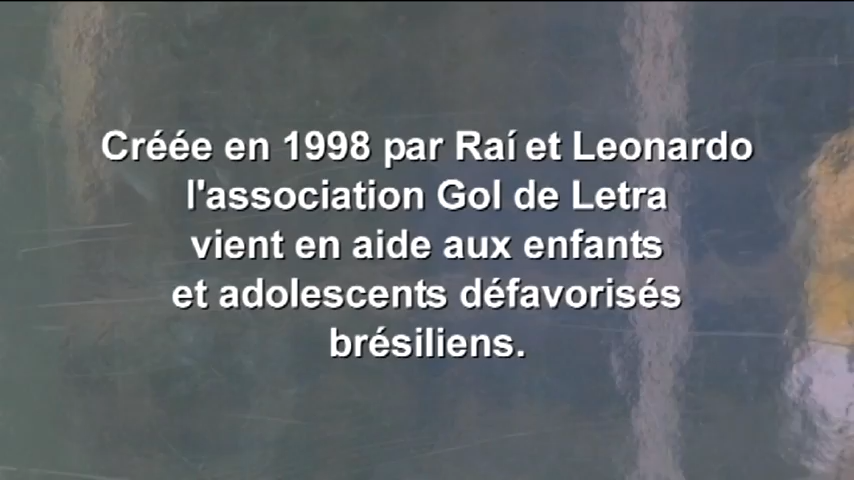 Créée en 1998 par Raí et Leonardo
l'association Gol de Letra
vient en aide aux enfants
et adolescents défavorisés
brésiliens.